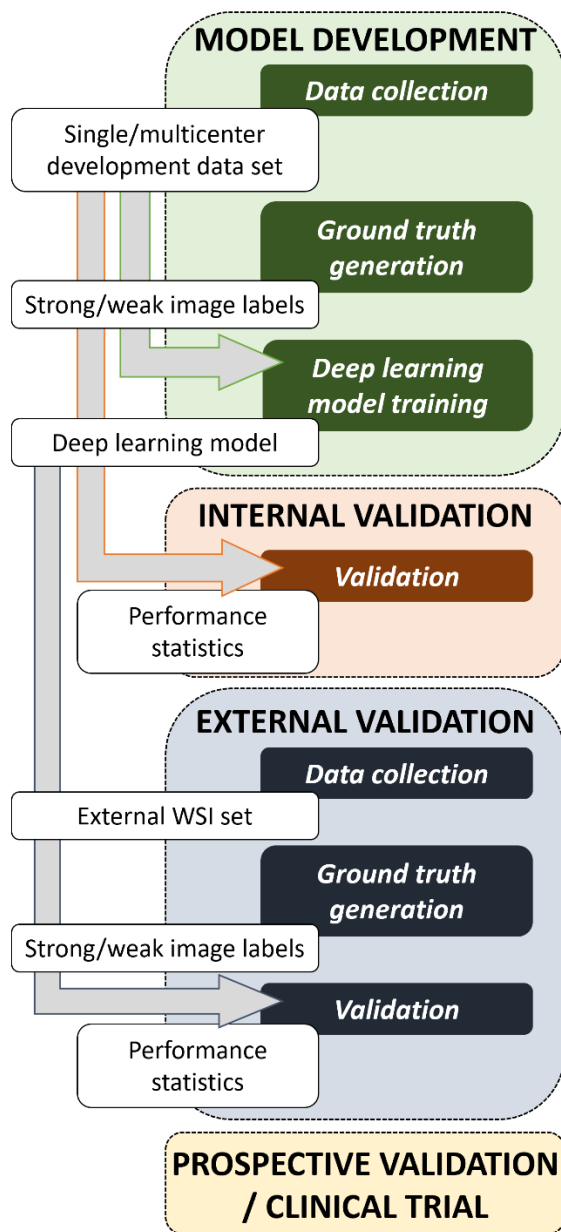 MODEL DEVELOPMENT
Data collection
Single/multicenter
development data set
Ground truth
generation
Strong/weak image labels
Deep learning
model training
Deep learning model
INTERNAL VALIDATION
Validation
Performance
statistics
EXTERNAL VALIDATION
Data collection
External WSI set
Ground truth
generation
Strong/weak image labels
Validation
Performance
statistics
PROSPECTIVE VALIDATION
/ CLINICAL TRIAL